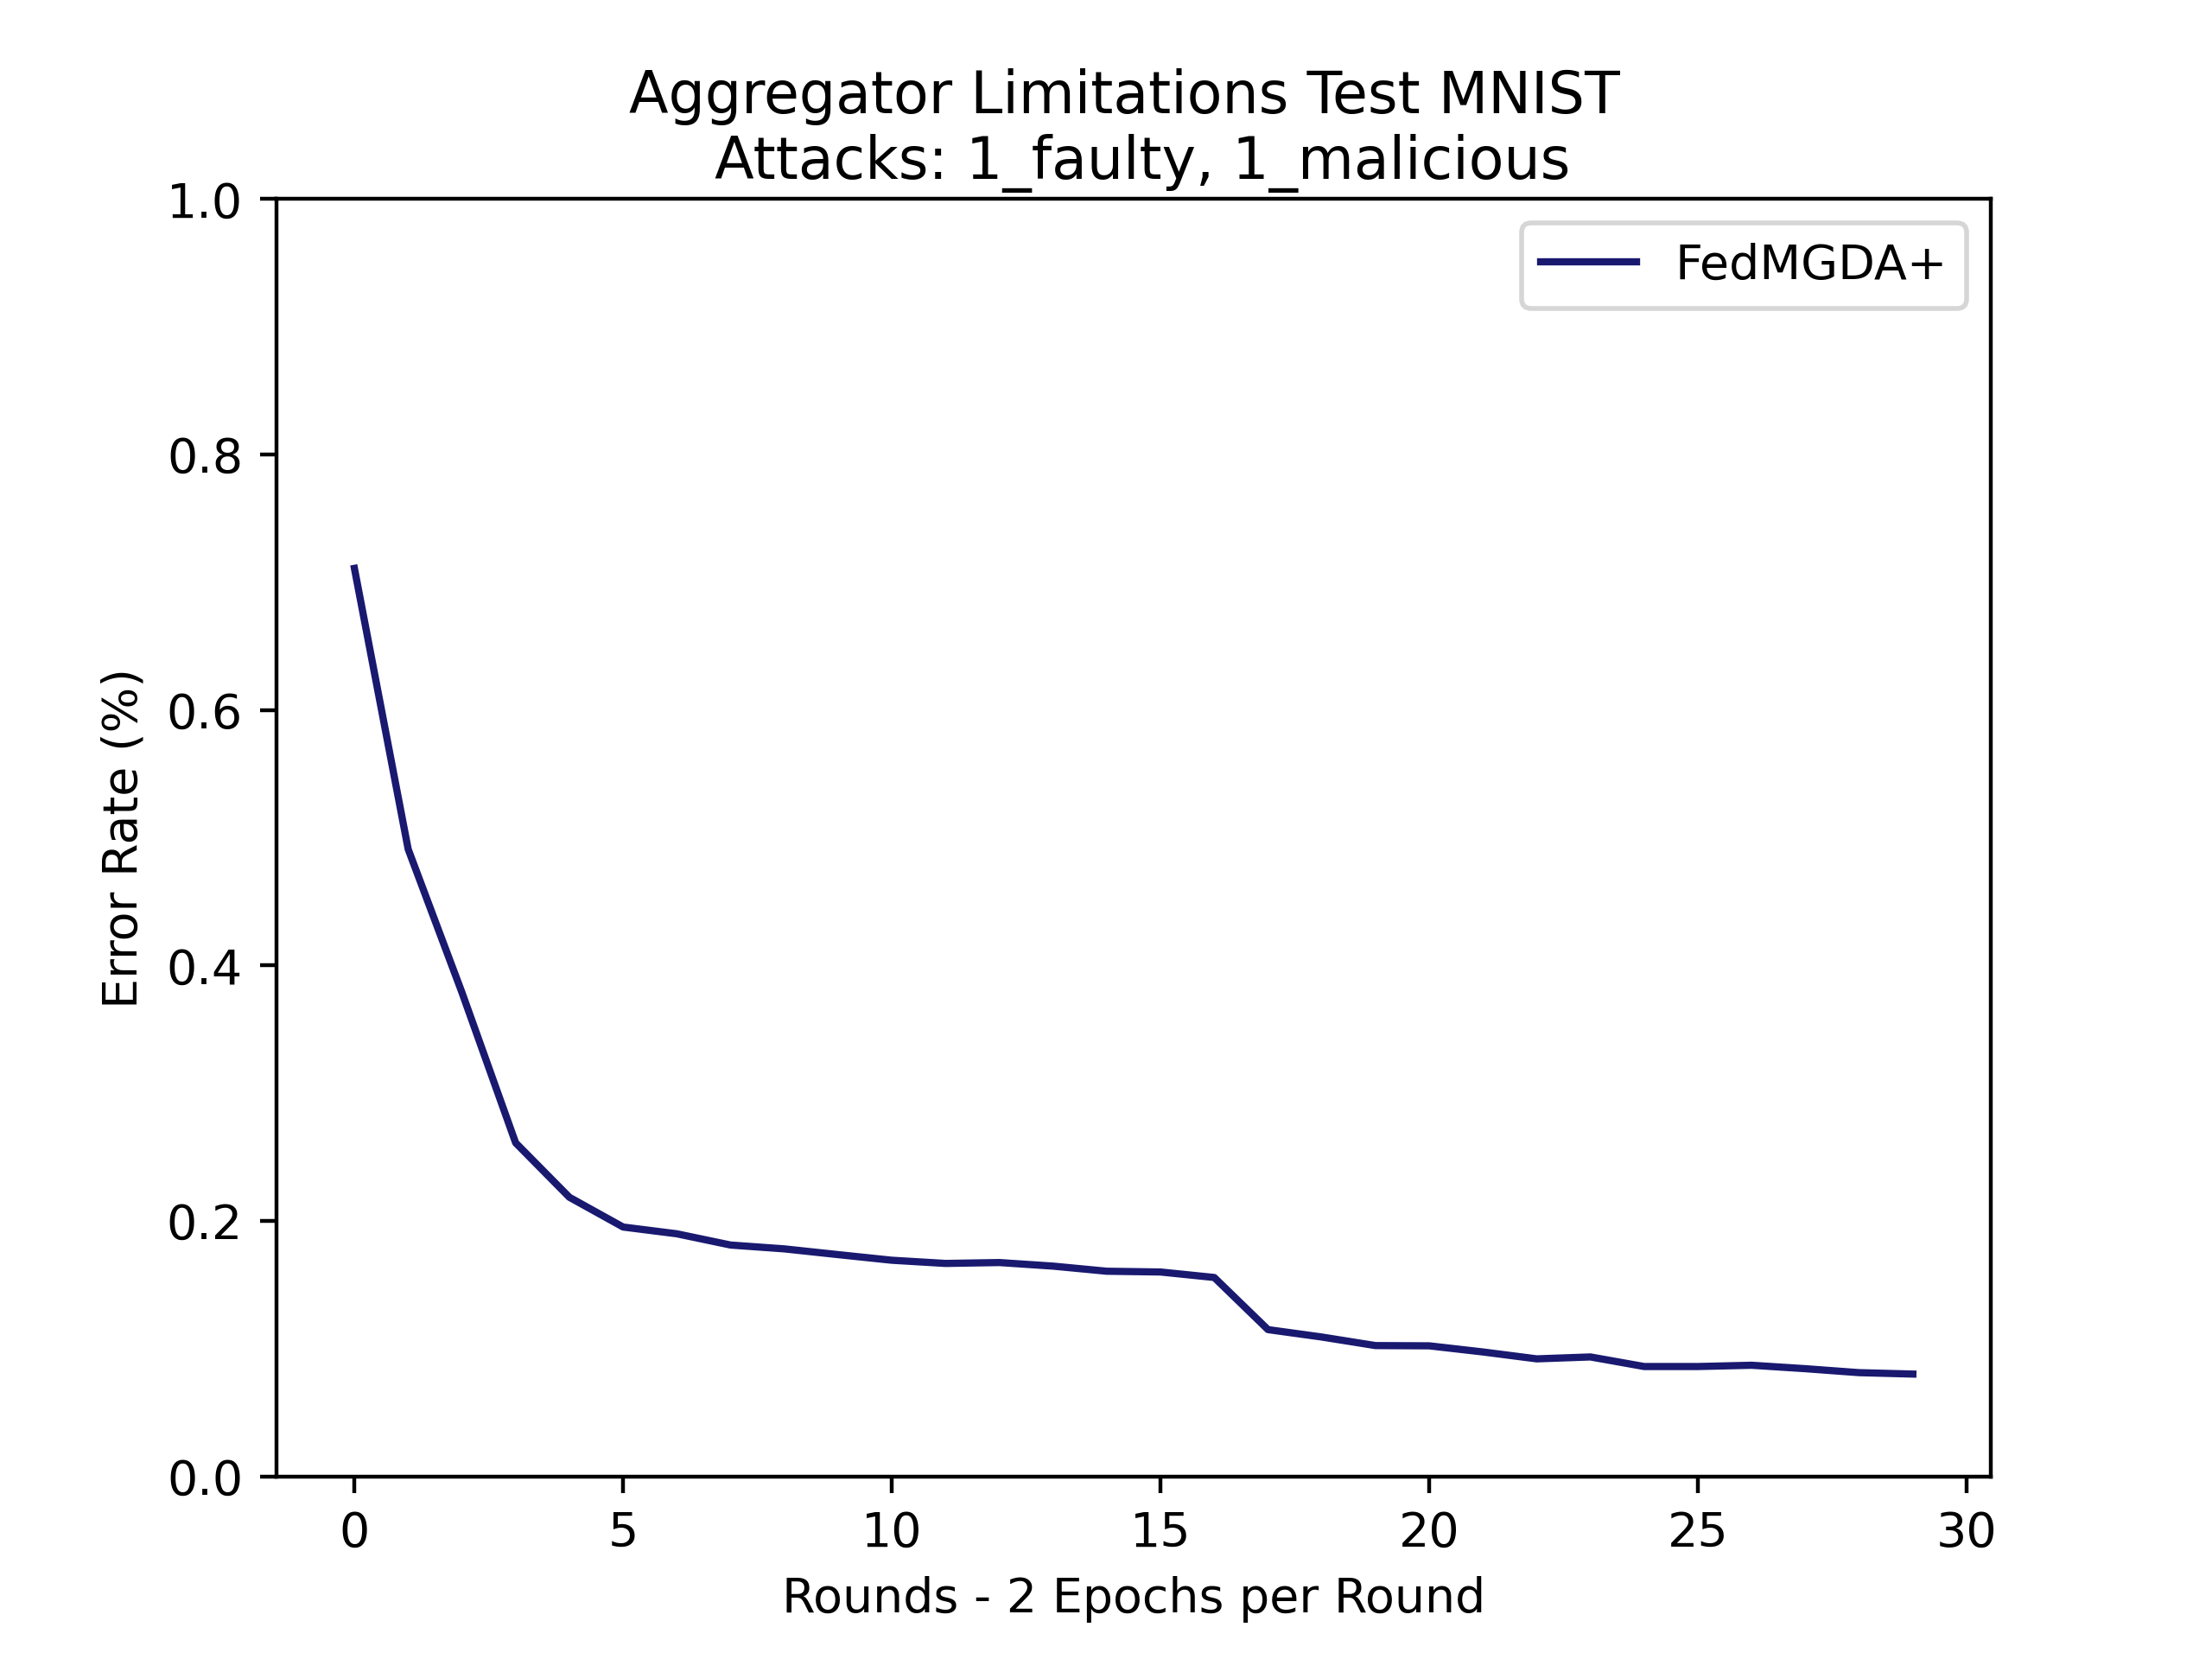 Aggregator Limitations Test MNIST
Attacks: 1_faulty, 1_malicious
FedMGDA+
1.0
0.8
0.6
0.4
0.2
0.0
Error Rate (%)
0 5 10 15 20 25 30
Rounds - 2 Epochs per Round